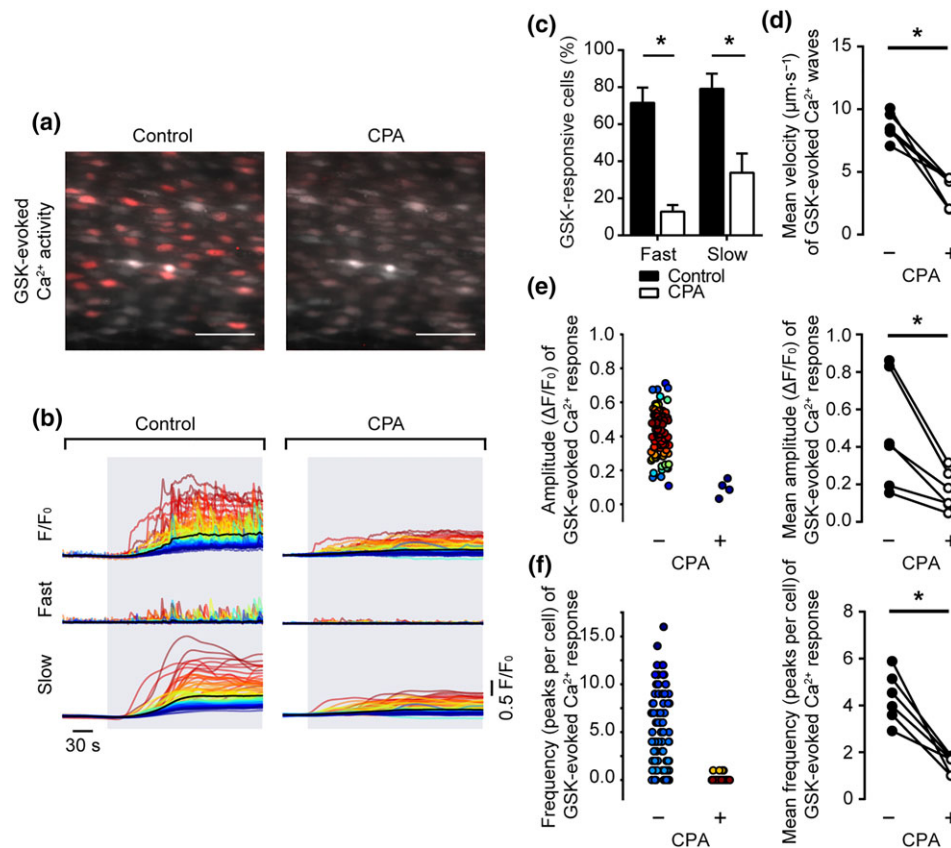 (a)
Control
CPA
GSK-evoked
Ca²⁺ activity
(b)
Control
CPA
F/F₀
Fast
Slow
0.5 F/F₀
30 s
(c)
GSK-responsive cells (%)
100
80
60
40
20
0
*
*
Fast
Slow
Control
CPA
(d)
Mean velocity (µm·s⁻¹)
of GSK-evoked Ca²⁺ waves
15
10
5
0
*
−
+
CPA
(e)
Amplitude (ΔF/F₀) of
GSK-evoked Ca²⁺ response
1.0
0.8
0.6
0.4
0.2
0.0
−
+
CPA
Mean amplitude (ΔF/F₀) of
GSK-evoked Ca²⁺ response
1.0
0.8
0.6
0.4
0.2
0.0
*
−
+
CPA
(f)
Frequency (peaks per cell) of
GSK-evoked Ca²⁺ response
15.0
10.0
5.0
0.0
−
+
CPA
Mean frequency (peaks per cell) of
GSK-evoked Ca²⁺ response
8
6
4
2
0
*
−
+
CPA